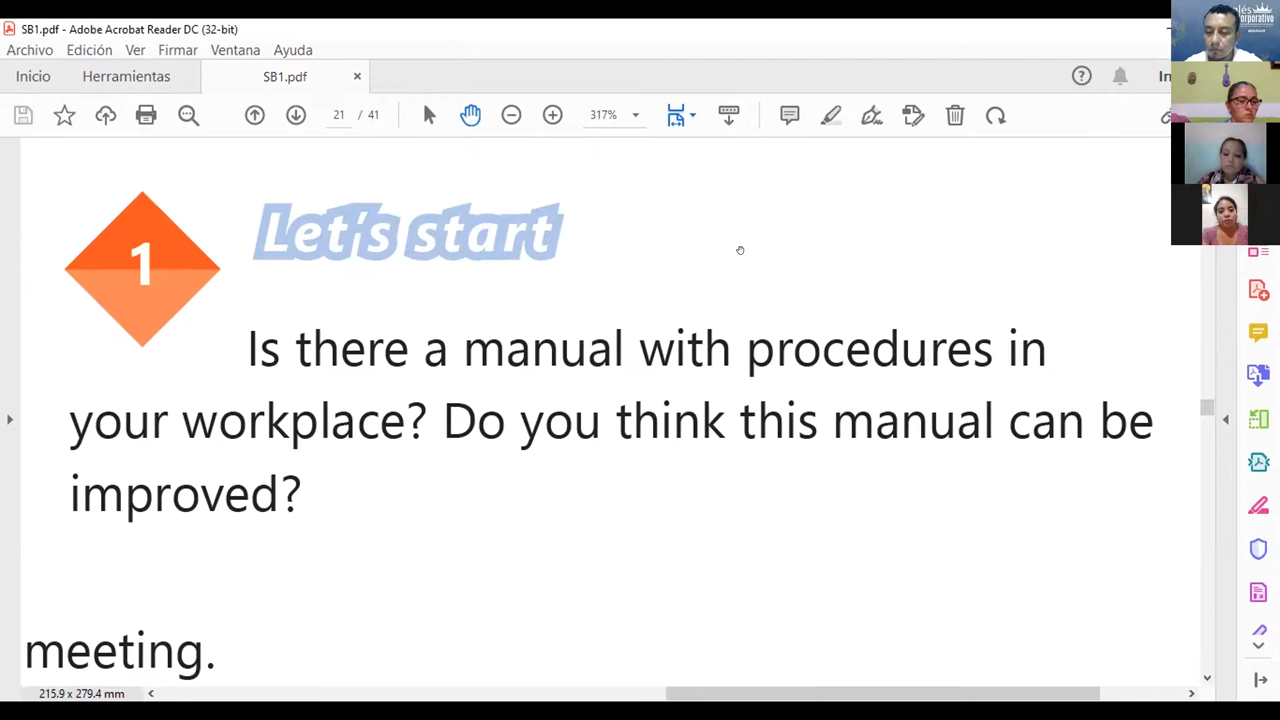 SB1.pdf - Adobe Acrobat Reader DC (32-bit)
Archivo Edición Ver Firmar Ventana Ayuda
Inicio Herramientas SB1.pdf
21 / 41 317%
1
Let's start
Is there a manual with procedures in
your workplace? Do you think this manual can be
improved?
meeting.
215.9 x 279.4 mm